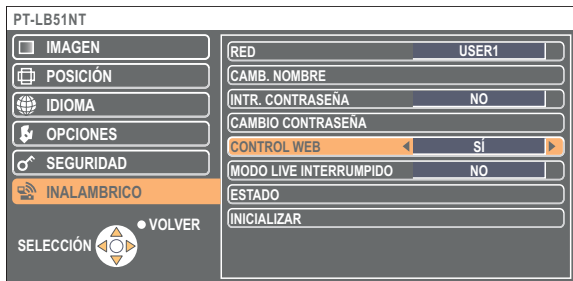 PT-LB51NT
IMAGEN
POSICIÓN
IDIOMA
OPCIONES
SEGURIDAD
INALAMBRICO
VOLVER
SELECCIÓN
RED USER1
CAMB. NOMBRE
INTR. CONTRASEÑA NO
CAMBIO CONTRASEÑA
CONTROL WEB SÍ
MODO LIVE INTERRUMPIDO NO
ESTADO
INICIALIZAR